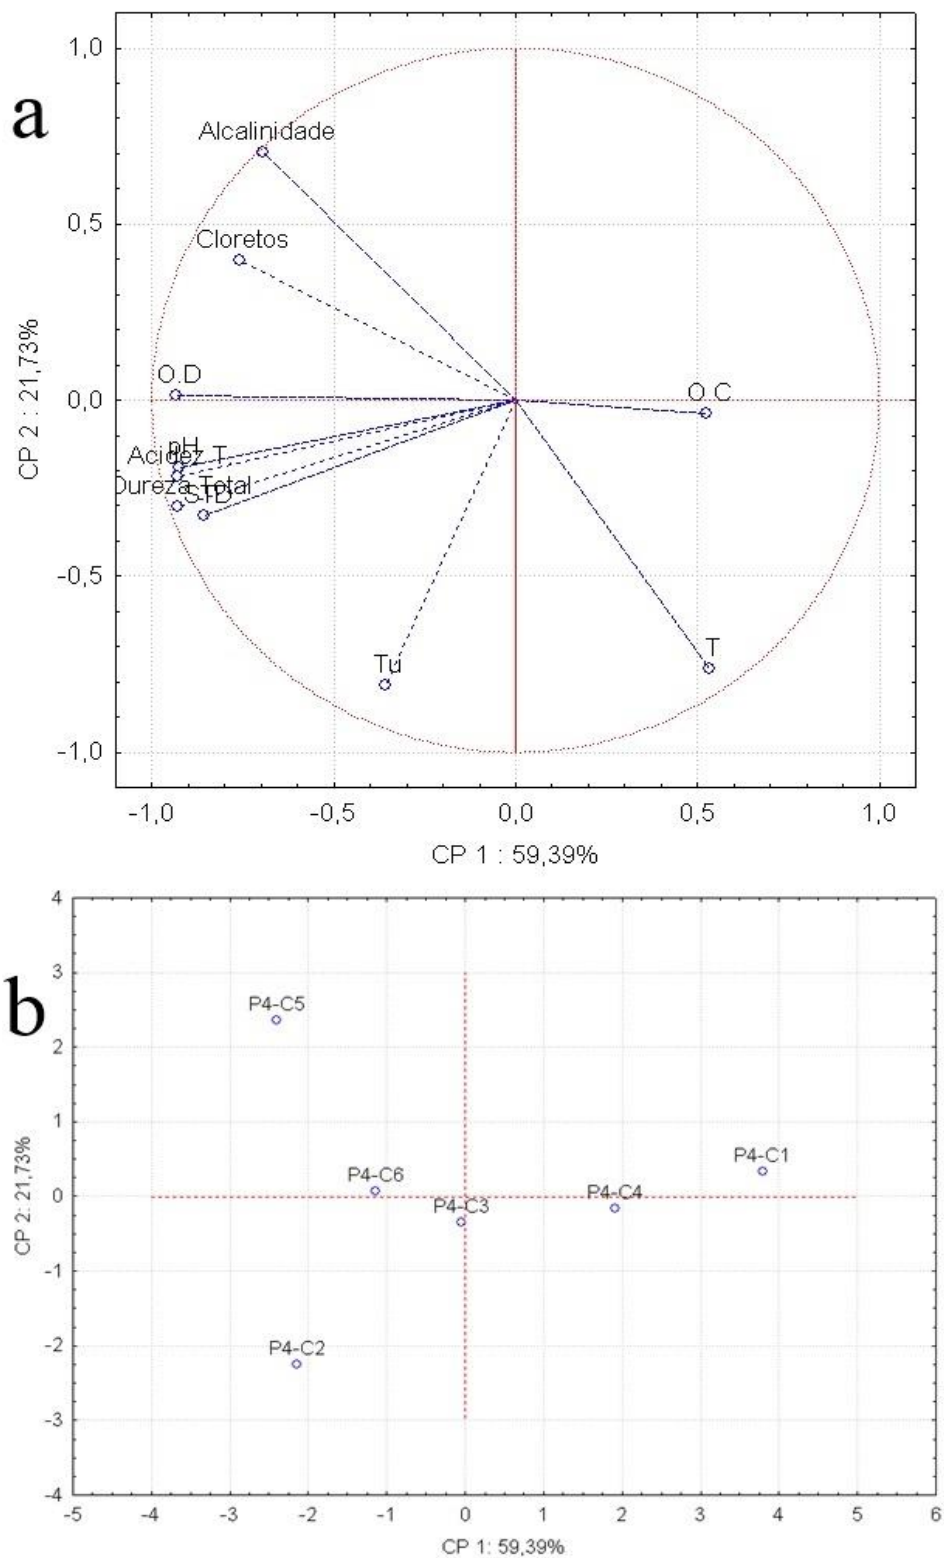 a
1,0
Alcalinidade
0,5
Cloretos
O.D
O.C
0,0
pH
Acidez T
Dureza Total
STD
-0,5
Tu
T
-1,0
-1,0 -0,5 0,0 0,5 1,0
CP 2 : 21,73%
CP 1 : 59,39%
b
4
3
P4-C5
2
1
P4-C1
P4-C6
P4-C4
0
P4-C3
-1
P4-C2
-2
-3
-4
-5 -4 -3 -2 -1 0 1 2 3 4 5 6
CP 2: 21,73%
CP 1: 59,39%